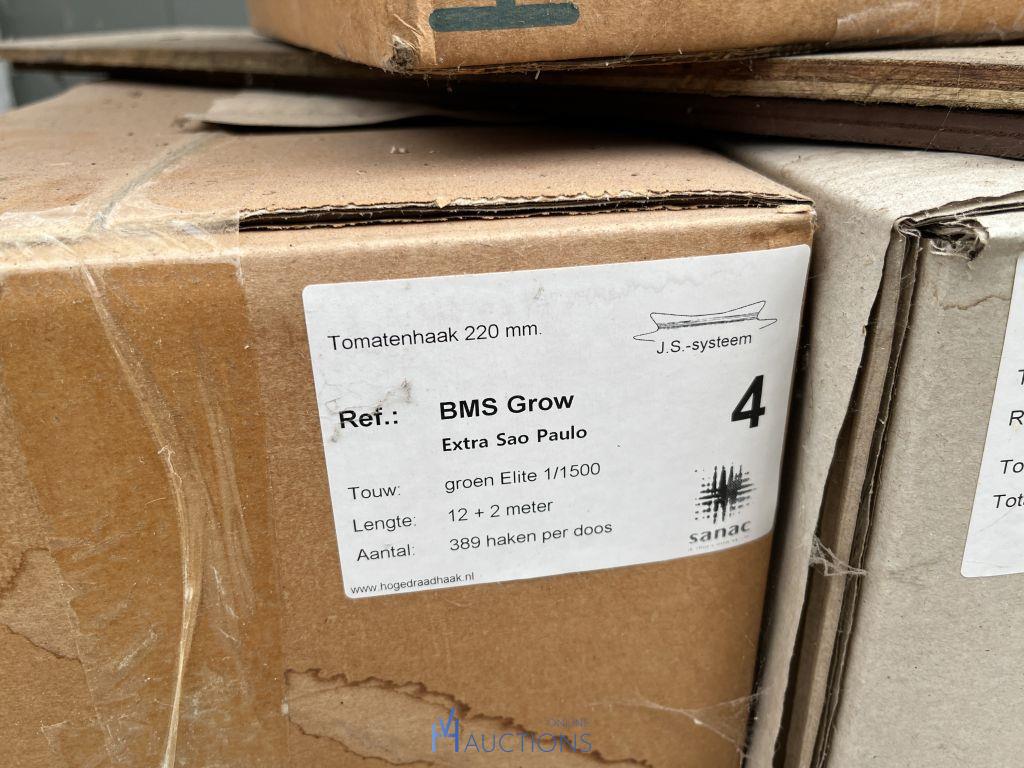 Tomatenhaak 220 mm.
J.S.-systeem
Ref.: BMS Grow
4
Extra Sao Paulo
Touw: groen Elite 1/1500
Lengte: 12 + 2 meter
Aantal: 389 haken per doos
sanac
www.hogedraadhaak.nl
ONLINE
AUCTIONS